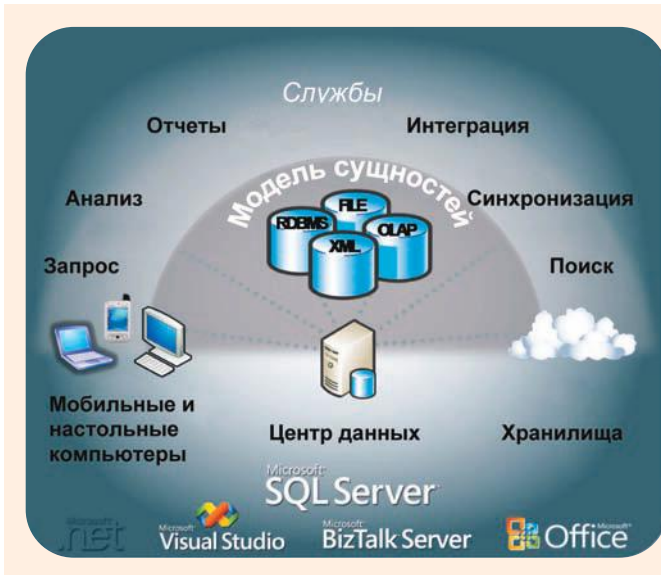 Службы
Отчеты
Интеграция
Модель сущностей
Анализ
Синхронизация
FILE
RDBMS
OLAP
XML
Запрос
Поиск
Мобильные и
настольные
компьютеры
Центр данных
Хранилища
Microsoft
SQL Server
Microsoft
.net
Microsoft
Visual Studio
Microsoft
BizTalk Server
Microsoft
Office